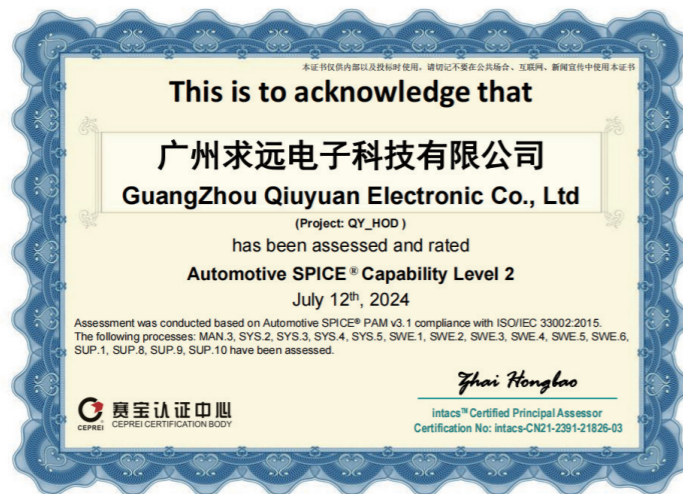 本证书仅供内部以及投标时使用，请切记不要在公共场合、互联网、新闻宣传中使用本证书
This is to acknowledge that
广州求远电子科技有限公司
GuangZhou Qiuyuan Electronic Co., Ltd
(Project: QY_HOD )
has been assessed and rated
Automotive SPICE® Capability Level 2
July 12th, 2024
Assessment was conducted based on Automotive SPICE® PAM v3.1 compliance with ISO/IEC 33002:2015.
The following processes: MAN.3, SYS.2, SYS.3, SYS.4, SYS.5, SWE.1, SWE.2, SWE.3, SWE.4, SWE.5, SWE.6,
SUP.1, SUP.8, SUP.9, SUP.10 have been assessed.
Zhai Hongbao
CEPREI
赛宝认证中心
CEPREI CERTIFICATION BODY
intacs™ Certified Principal Assessor
Certification No: intacs-CN21-2391-21826-03